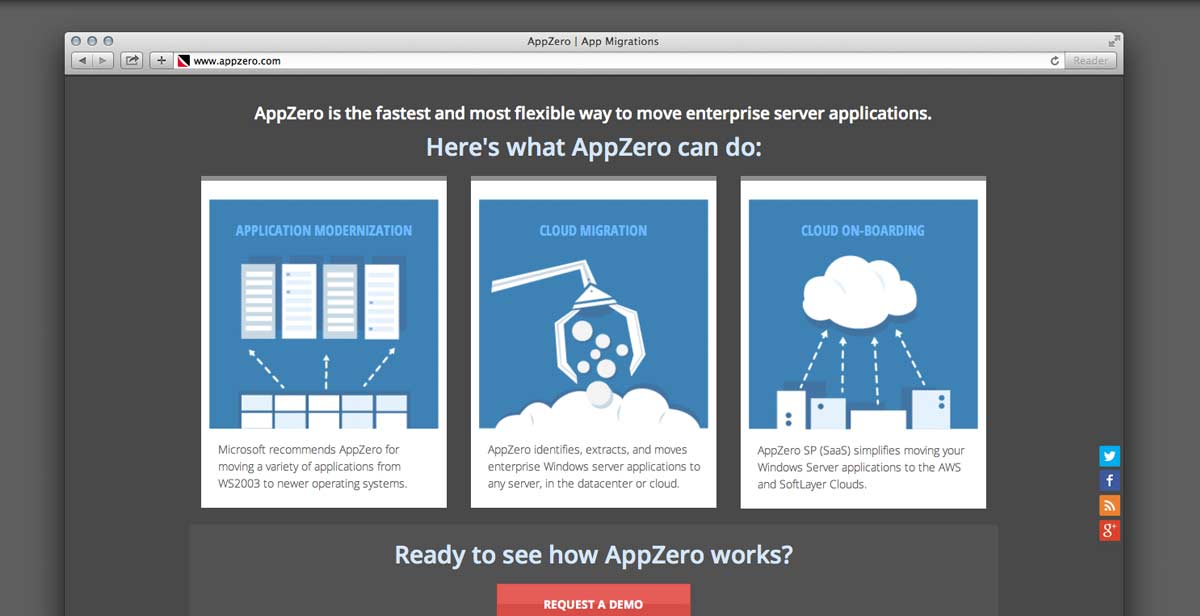 AppZero | App Migrations
www.appzero.com
Reader
AppZero is the fastest and most flexible way to move enterprise server applications.
Here's what AppZero can do:
APPLICATION MODERNIZATION
Microsoft recommends AppZero for
moving a variety of applications from
WS2003 to newer operating systems.
CLOUD MIGRATION
AppZero identifies, extracts, and moves
enterprise Windows server applications to
any server, in the datacenter or cloud.
CLOUD ON-BOARDING
AppZero SP (SaaS) simplifies moving your
Windows Server applications to the AWS
and SoftLayer Clouds.
Ready to see how AppZero works?
REQUEST A DEMO